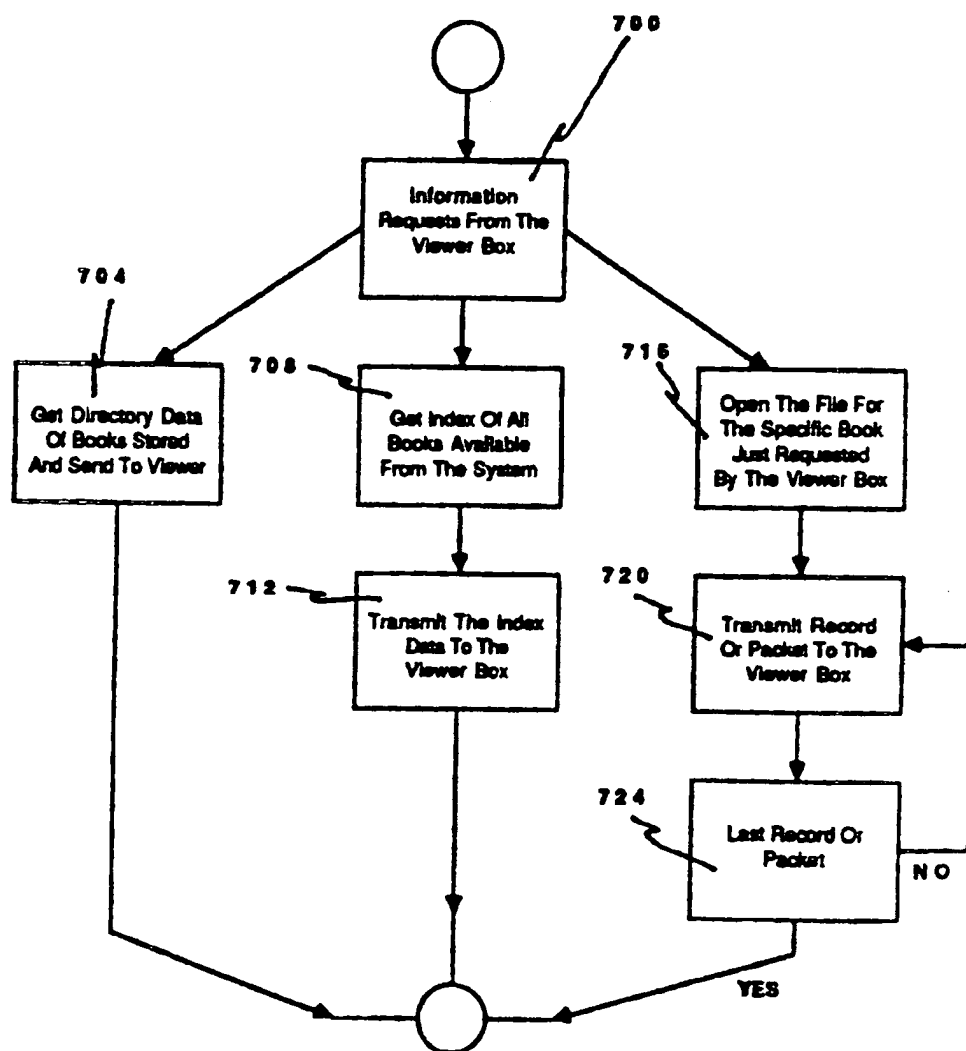 700
Information
Requests From The
Viewer Box
704
Get Directory Data
Of Books Stored
And Send To Viewer
708
Get Index Of All
Books Available
From The System
716
Open The File For
The Specific Book
Just Requested
By The Viewer Box
712
Transmit The Index
Data To The
Viewer Box
720
Transmit Record
Or Packet To The
Viewer Box
724
Last Record Or
Packet
NO
YES